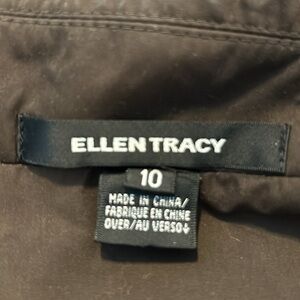 ELLEN TRACY
10
MADE IN CHINA/
FABRIQUE EN CHINE
OVER/AU VERSO↓